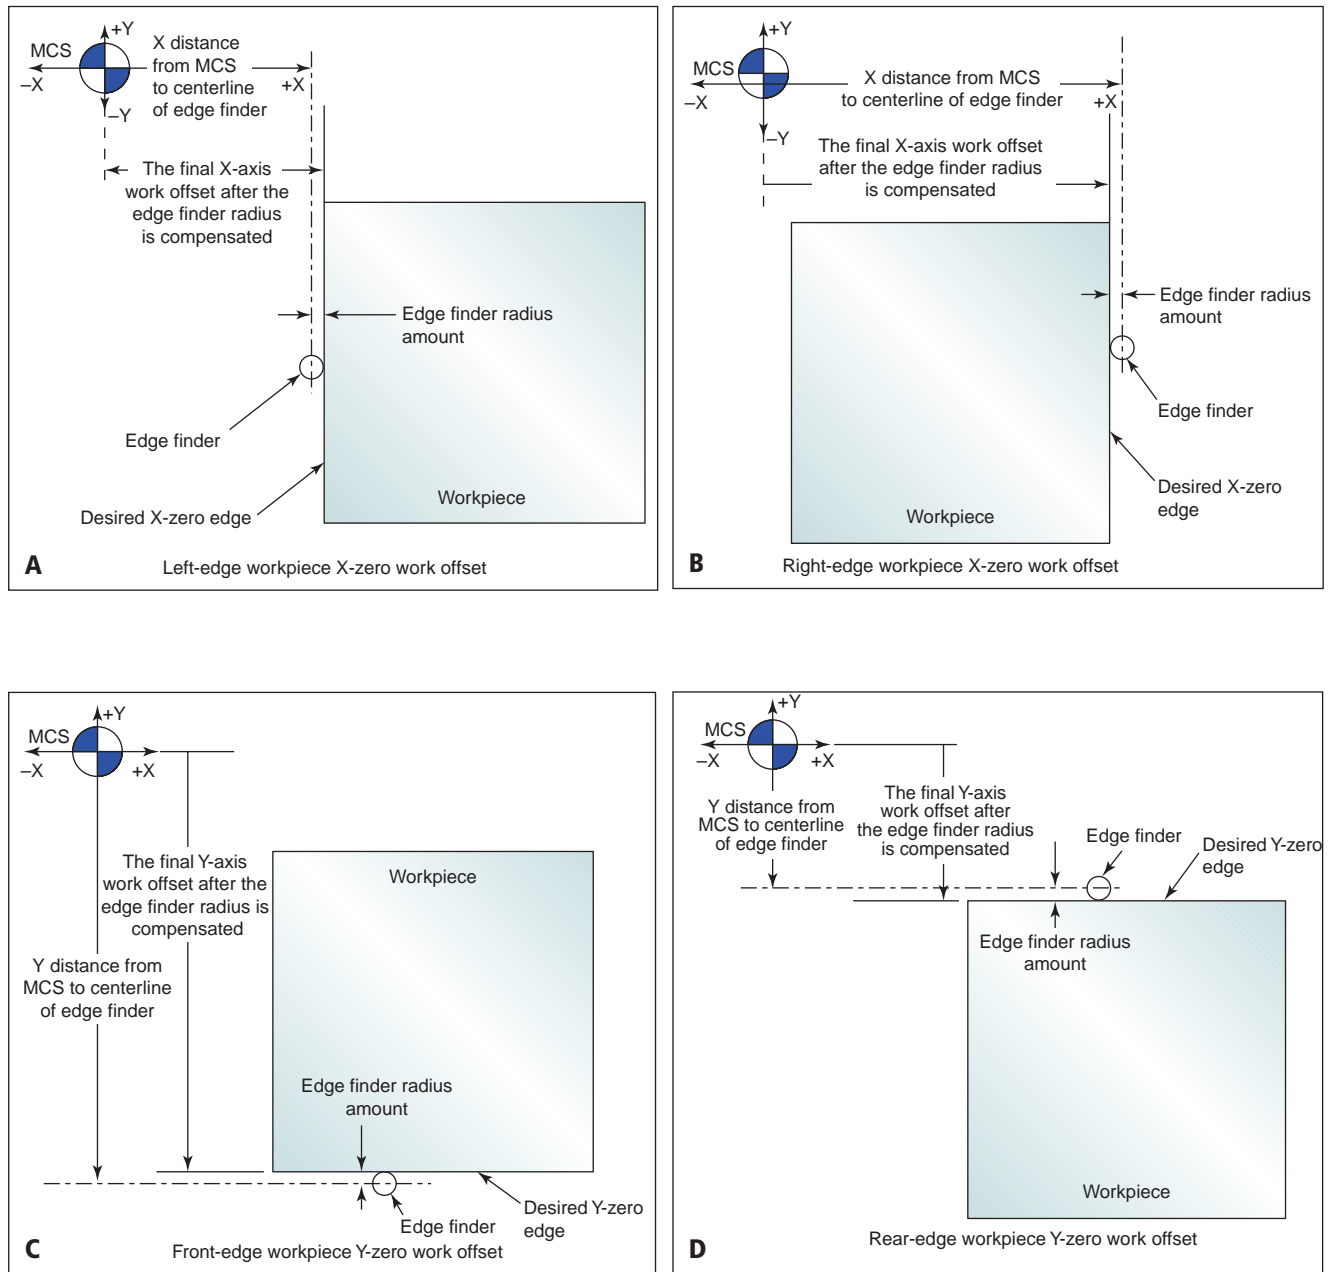 +Y
MCS
–X
X distance
from MCS
to centerline
of edge finder
+X
–Y
The final X-axis
work offset after the
edge finder radius
is compensated
Edge finder radius
amount
Edge finder
Desired X-zero edge
Workpiece
A
Left-edge workpiece X-zero work offset
+Y
MCS
–X
X distance from MCS
to centerline of edge finder
+X
–Y
The final X-axis work offset
after the edge finder radius
is compensated
Edge finder radius
amount
Edge finder
Desired X-zero
edge
Workpiece
B
Right-edge workpiece X-zero work offset
+Y
MCS
–X
+X
The final Y-axis
work offset after the
edge finder radius is
compensated
Workpiece
Y distance from
MCS to centerline
of edge finder
Edge finder radius
amount
Desired Y-zero
edge
Edge finder
C
Front-edge workpiece Y-zero work offset
+Y
MCS
–X
+X
Y distance from
MCS to centerline
of edge finder
The final Y-axis
work offset after
the edge finder radius
is compensated
Edge finder
Desired Y-zero
edge
Edge finder radius
amount
Workpiece
D
Rear-edge workpiece Y-zero work offset